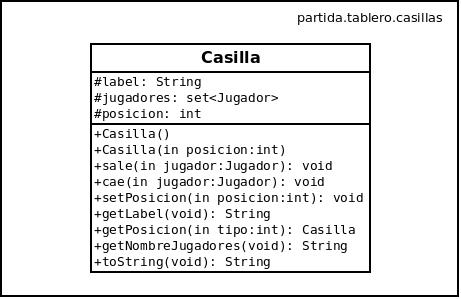 partida.tablero.casillas
Casilla
#label: String
#jugadores: set<Jugador>
#posicion: int
+Casilla()
+Casilla(in posicion:int)
+sale(in jugador:Jugador): void
+cae(in jugador:Jugador): void
+setPosicion(in posicion:int): void
+getLabel(void): String
+getPosicion(in tipo:int): Casilla
+getNombreJugadores(void): String
+toString(void): String